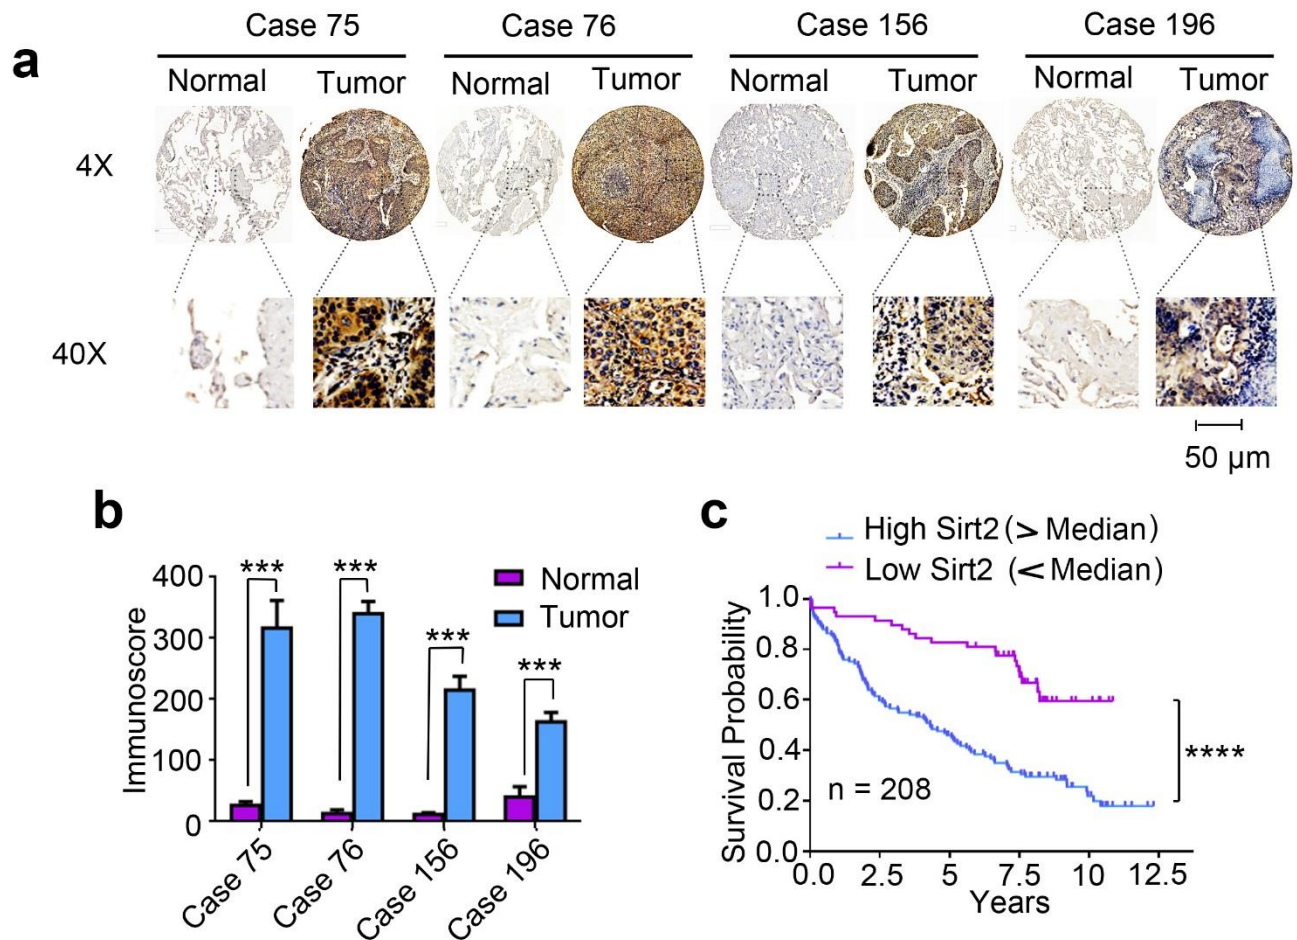 a
Case 75 Case 76 Case 156 Case 196
Normal Tumor Normal Tumor Normal Tumor Normal Tumor
4X
40X
50 µm
b
*** *** *** ***
Normal
Tumor
Immunoscore
400
300
200
100
0
Case 75 Case 76 Case 156 Case 196
c
High Sirt2 (> Median)
Low Sirt2 (< Median)
Survival Probability
1.0
0.8
0.6
0.4
0.2
0.0
n = 208
****
0.0 2.5 5.0 7.5 10.0 12.5
Years